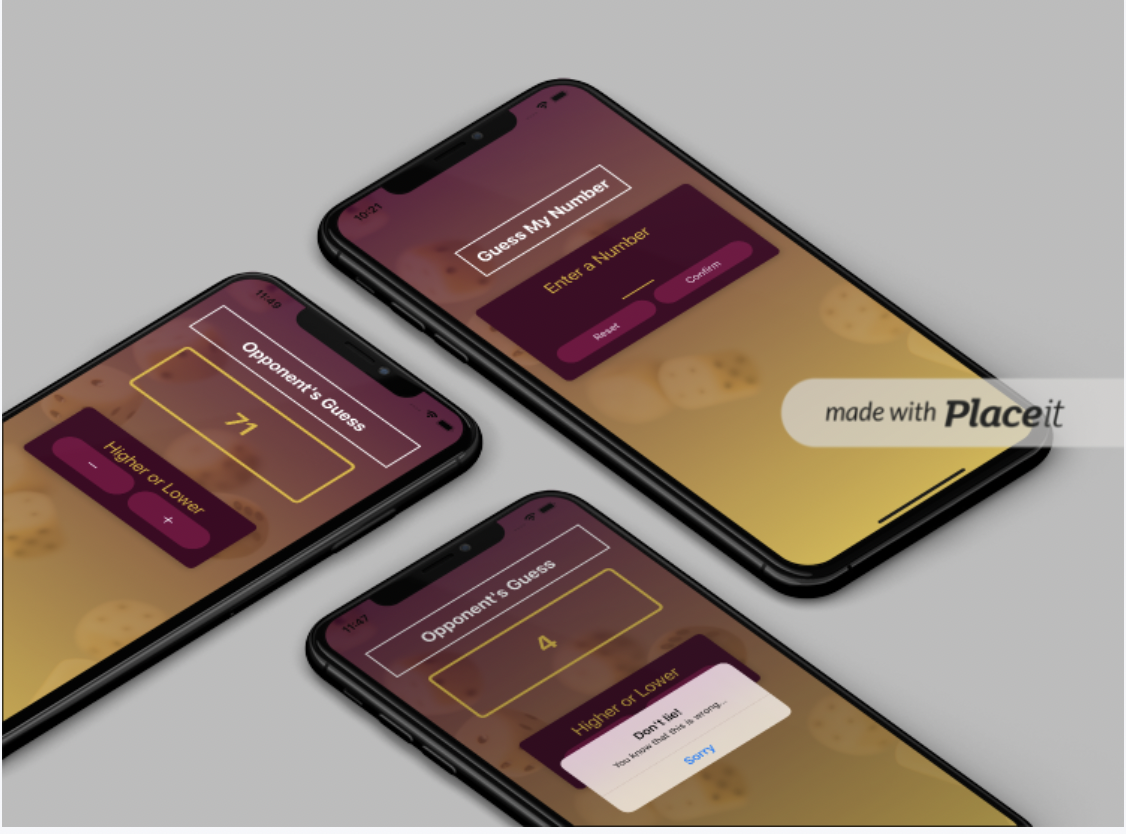 10:21
Guess My Number
Enter a Number
Reset
Confirm
11:49
Opponent's Guess
71
Higher or Lower
−
+
made with Placeit
11:47
Opponent's Guess
4
Higher or Lower
Don't lie!
You know that this is wrong...
Sorry